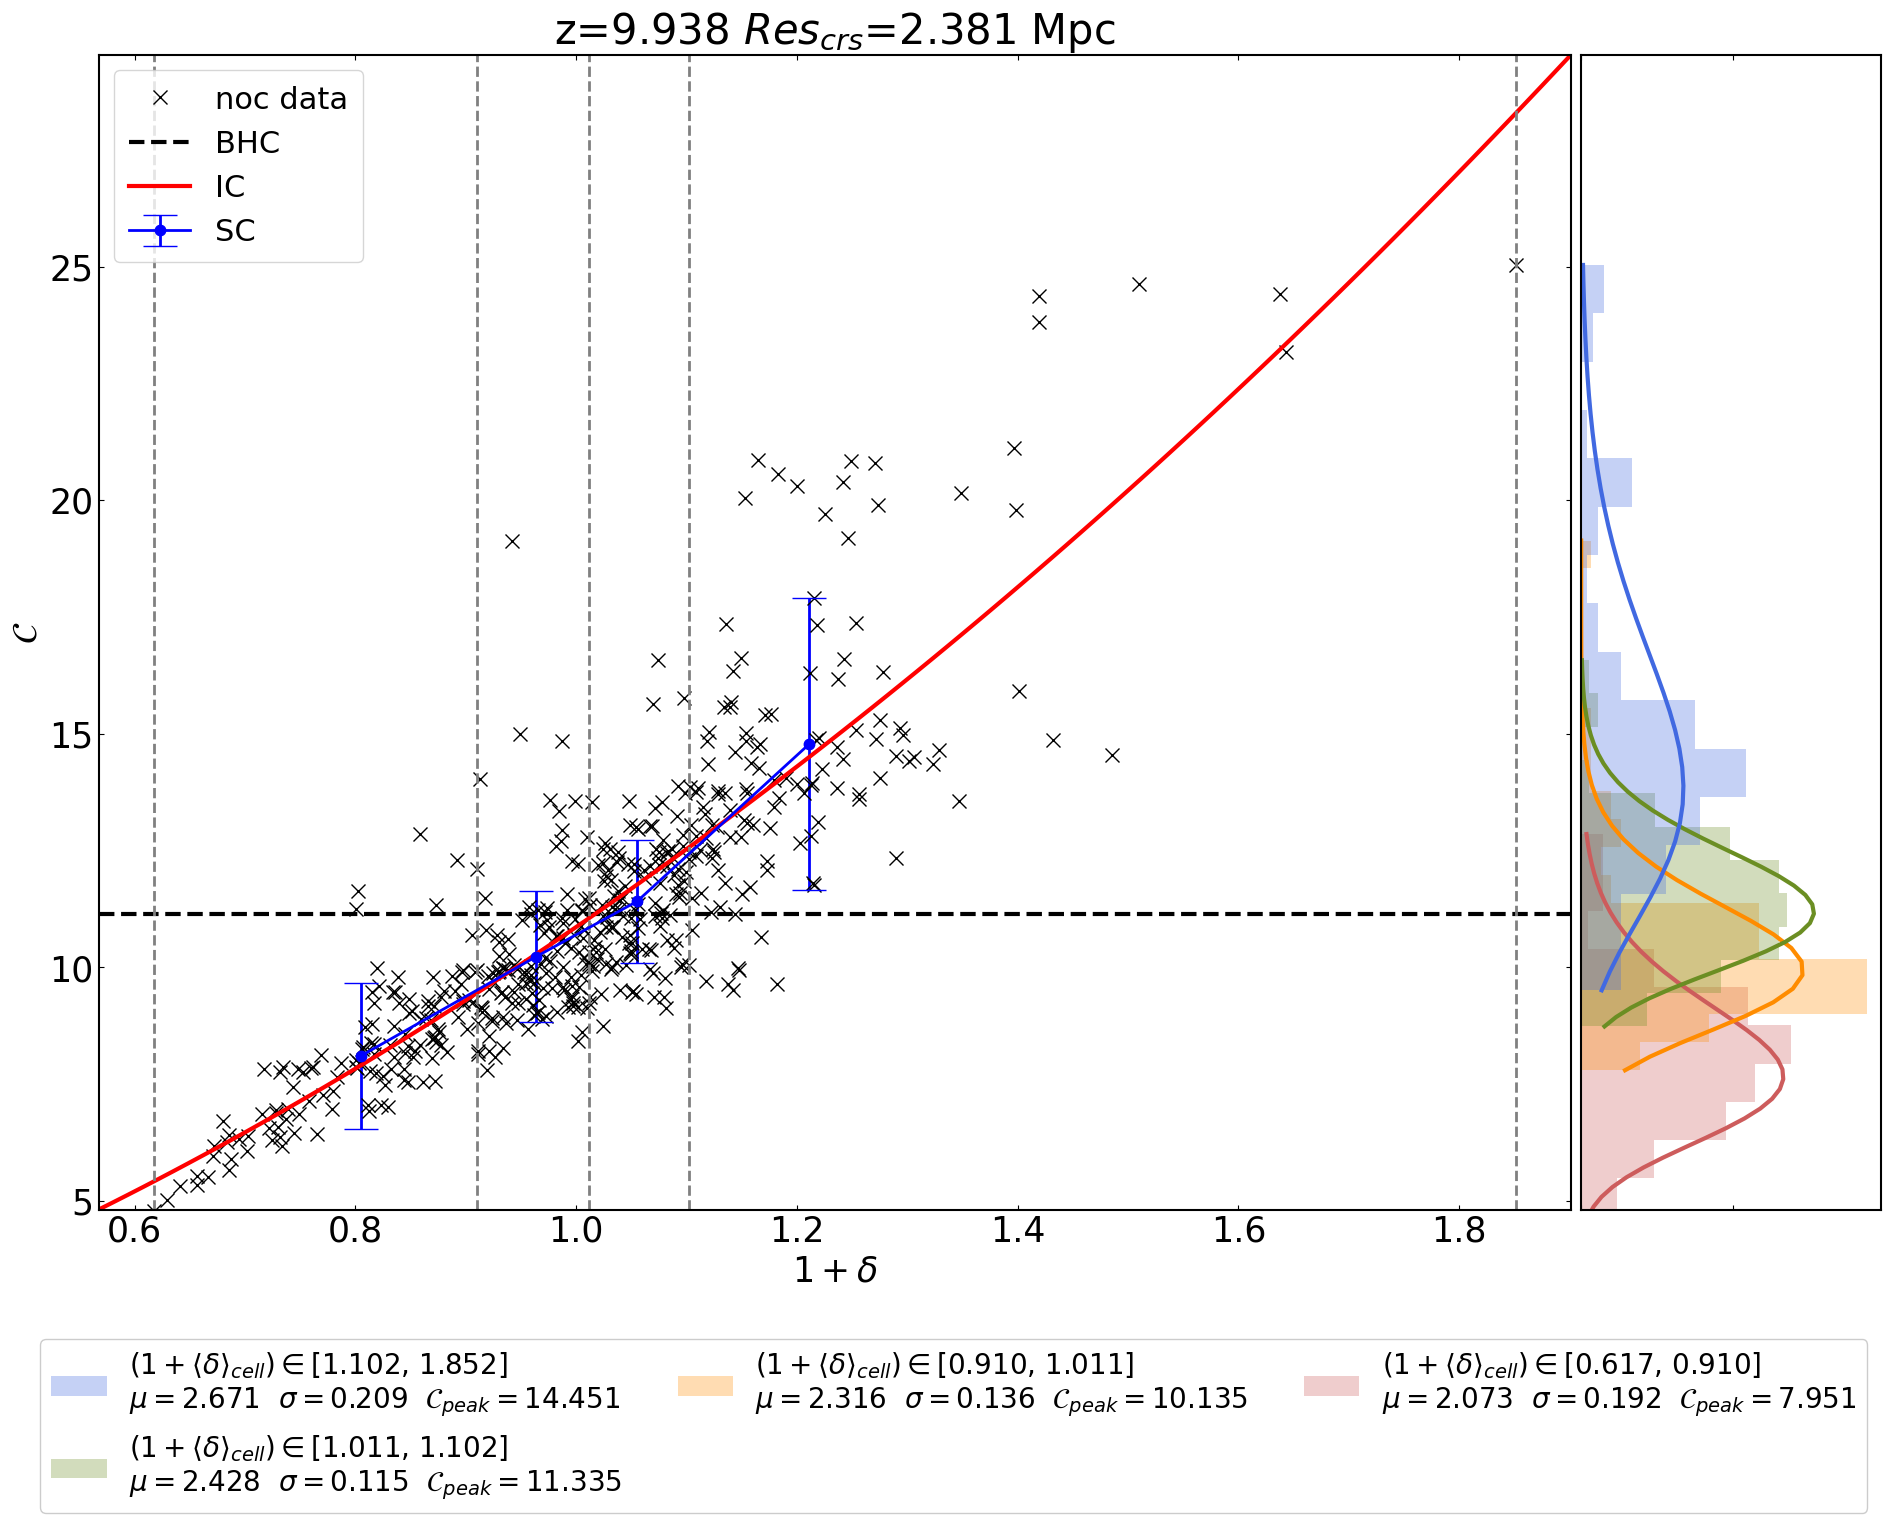 z=9.938 Res_crs=2.381 Mpc
noc data
BHC
IC
SC
25
20
15
10
5
𝒞
0.6 0.8 1.0 1.2 1.4 1.6 1.8
1 + δ
(1 + ⟨δ⟩_cell) ∈ [1.102, 1.852]
μ = 2.671 σ = 0.209 𝒞_peak = 14.451
(1 + ⟨δ⟩_cell) ∈ [1.011, 1.102]
μ = 2.428 σ = 0.115 𝒞_peak = 11.335
(1 + ⟨δ⟩_cell) ∈ [0.910, 1.011]
μ = 2.316 σ = 0.136 𝒞_peak = 10.135
(1 + ⟨δ⟩_cell) ∈ [0.617, 0.910]
μ = 2.073 σ = 0.192 𝒞_peak = 7.951